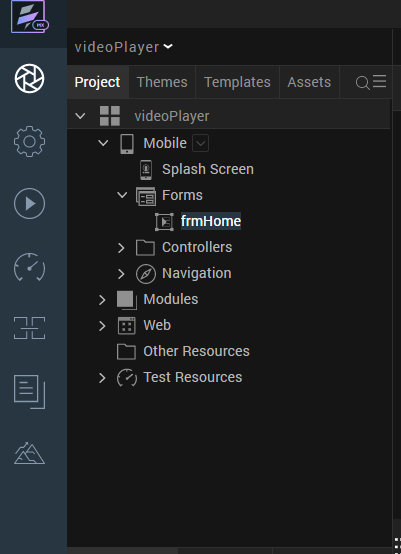 MX
videoPlayer
Project Themes Templates Assets
videoPlayer
Mobile
Splash Screen
Forms
frmHome
Controllers
Navigation
Modules
Web
Other Resources
Test Resources